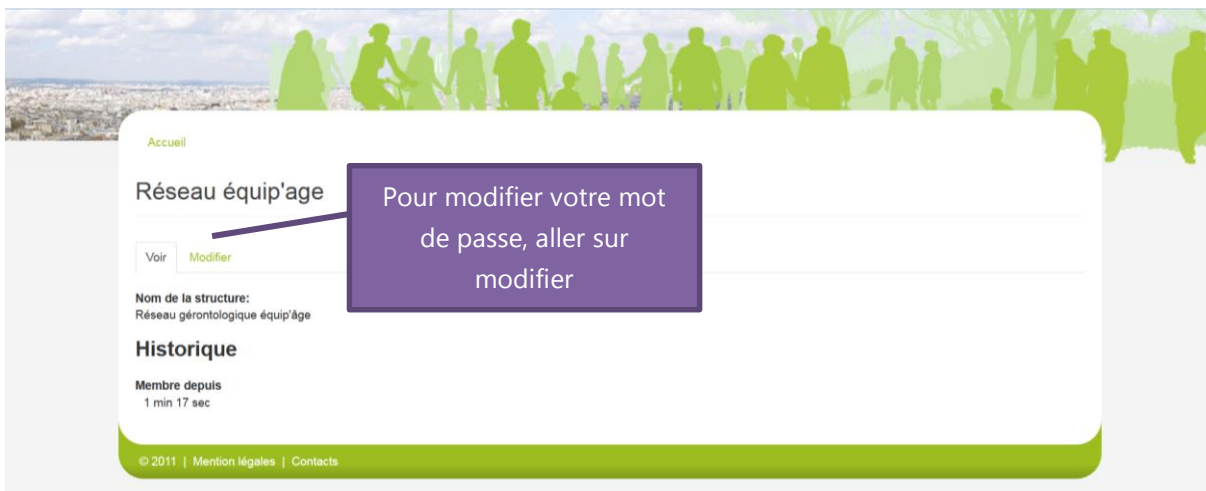 Accueil
Réseau équip'age
Pour modifier votre mot
de passe, aller sur
modifier
Voir Modifier
Nom de la structure:
Réseau gérontologique équip'âge
Historique
Membre depuis
1 min 17 sec
© 2011 | Mention légales | Contacts